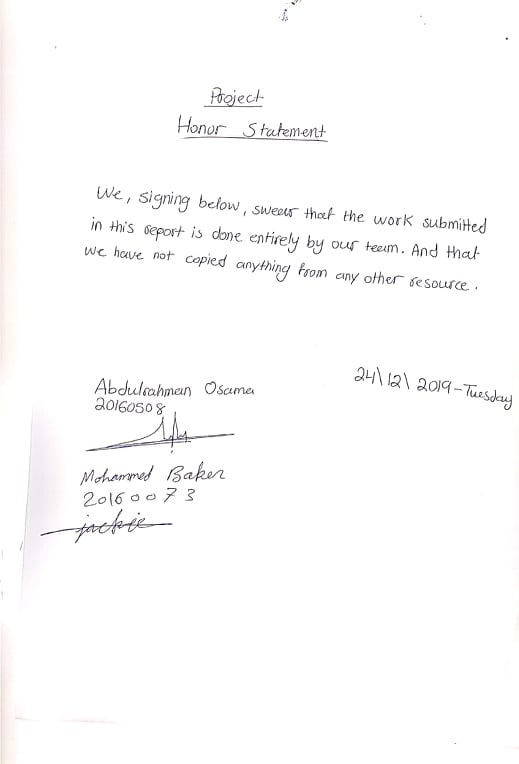 Project
Honor Statement
We, signing below, swear that the work submitted
in this report is done entirely by our team. And that
we have not copied anything from any other resource.
24\12\2019-Tuesday
Abdulrahman Osama
20160508
Mohammed Baker
20160073
jackie